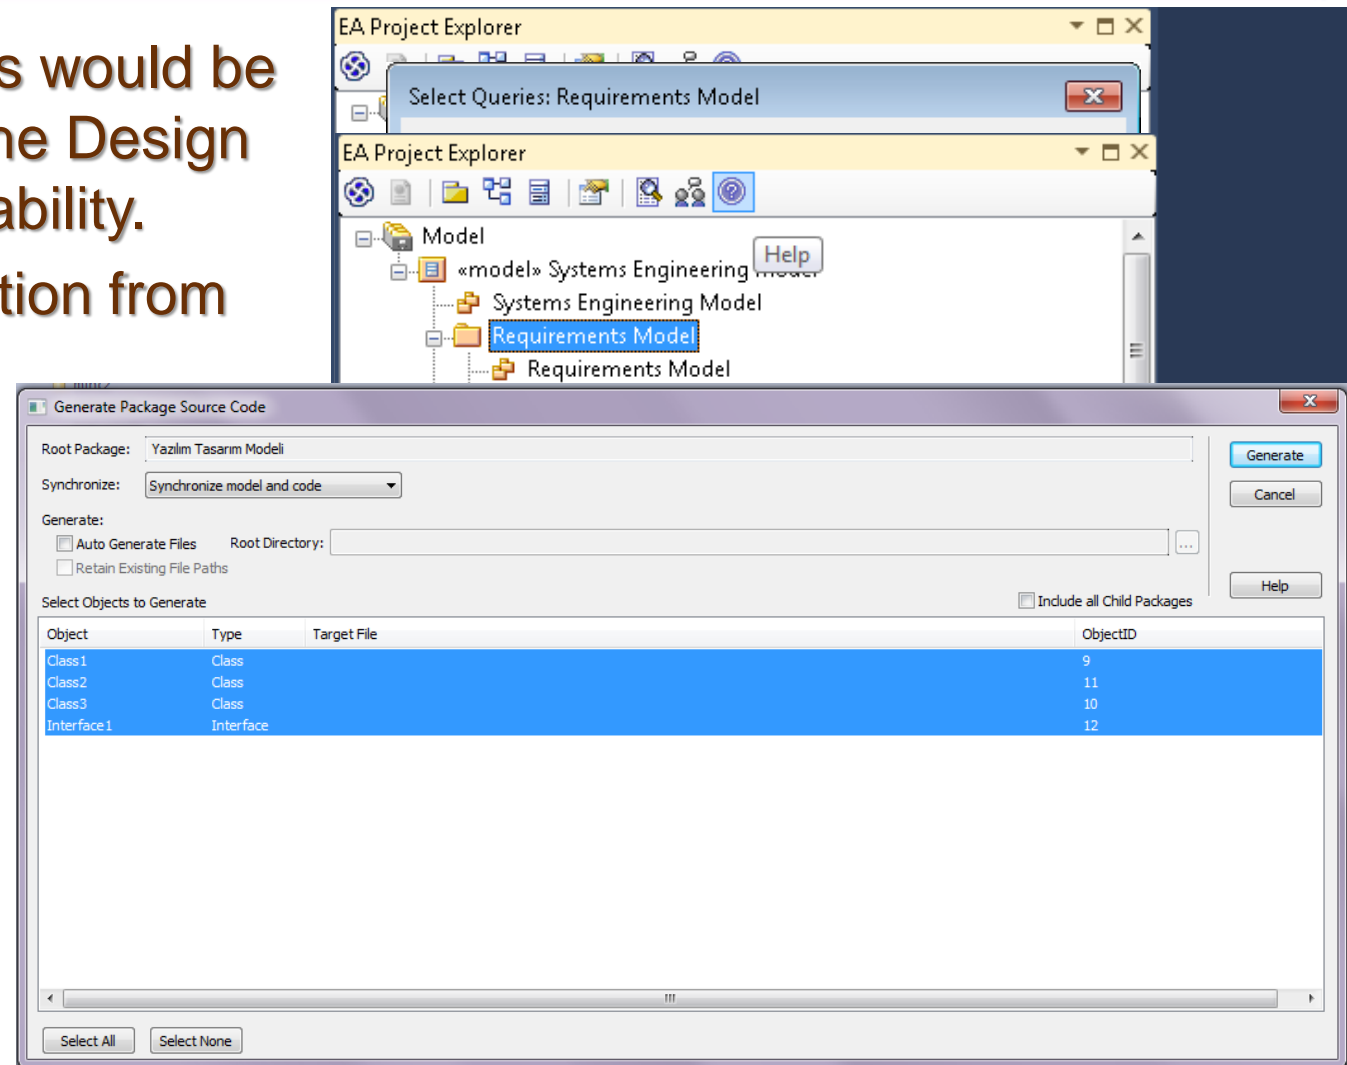 s would be
ne Design
ability.
tion from
EA Project Explorer
Select Queries: Requirements Model
EA Project Explorer
Model
«model» Systems Engineering
Help
Systems Engineering Model
Requirements Model
Requirements Model
Generate Package Source Code
Root Package: Yazılım Tasarım Modeli
Generate
Synchronize: Synchronize model and code
Cancel
Generate:
Auto Generate Files Root Directory: ...
Retain Existing File Paths
Help
Select Objects to Generate Include all Child Packages
Object Type Target File ObjectID
Class1 Class 9
Class2 Class 11
Class3 Class 10
Interface1 Interface 12
Select All Select None